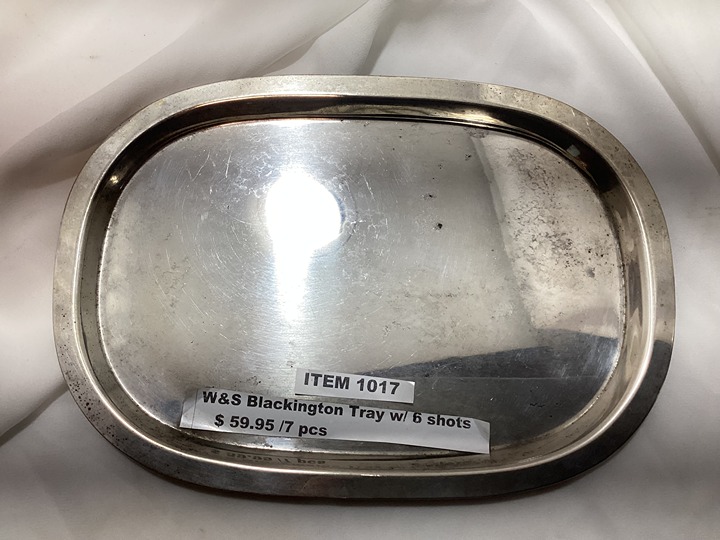 ITEM 1017
W&S Blackington Tray w/ 6 shots
$ 59.95 /7 pcs